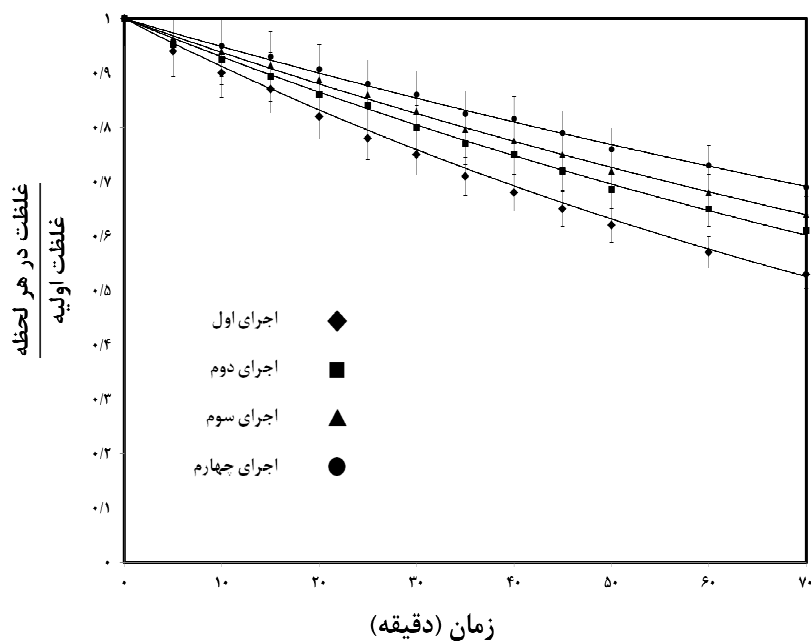 ۱
۰/۹
۰/۸
۰/۷
۰/۶
۰/۵
۰/۴
۰/۳
۰/۲
۰/۱
۰
غلظت در هر لحظه
غلظت اولیه
اجرای اول
اجرای دوم
اجرای سوم
اجرای چهارم
۰ ۱۰ ۲۰ ۳۰ ۴۰ ۵۰ ۶۰ ۷۰
زمان (دقیقه)